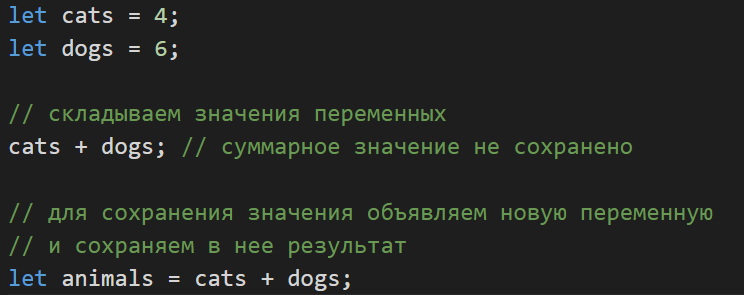 let cats = 4;
let dogs = 6;
// складываем значения переменных
cats + dogs; // суммарное значение не сохранено
// для сохранения значения объявляем новую переменную
// и сохраняем в нее результат
let animals = cats + dogs;